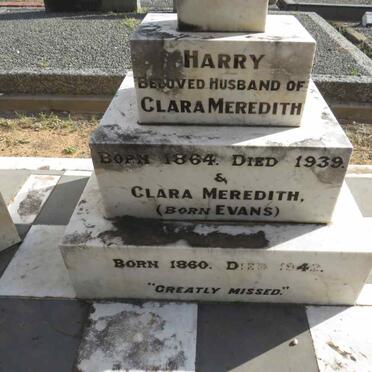 HARRY
BELOVED HUSBAND OF
CLARA MEREDITH
BORN 1864. DIED 1939.
&
CLARA MEREDITH,
(BORN EVANS)
BORN 1860. DIED 1942.
"GREATLY MISSED."